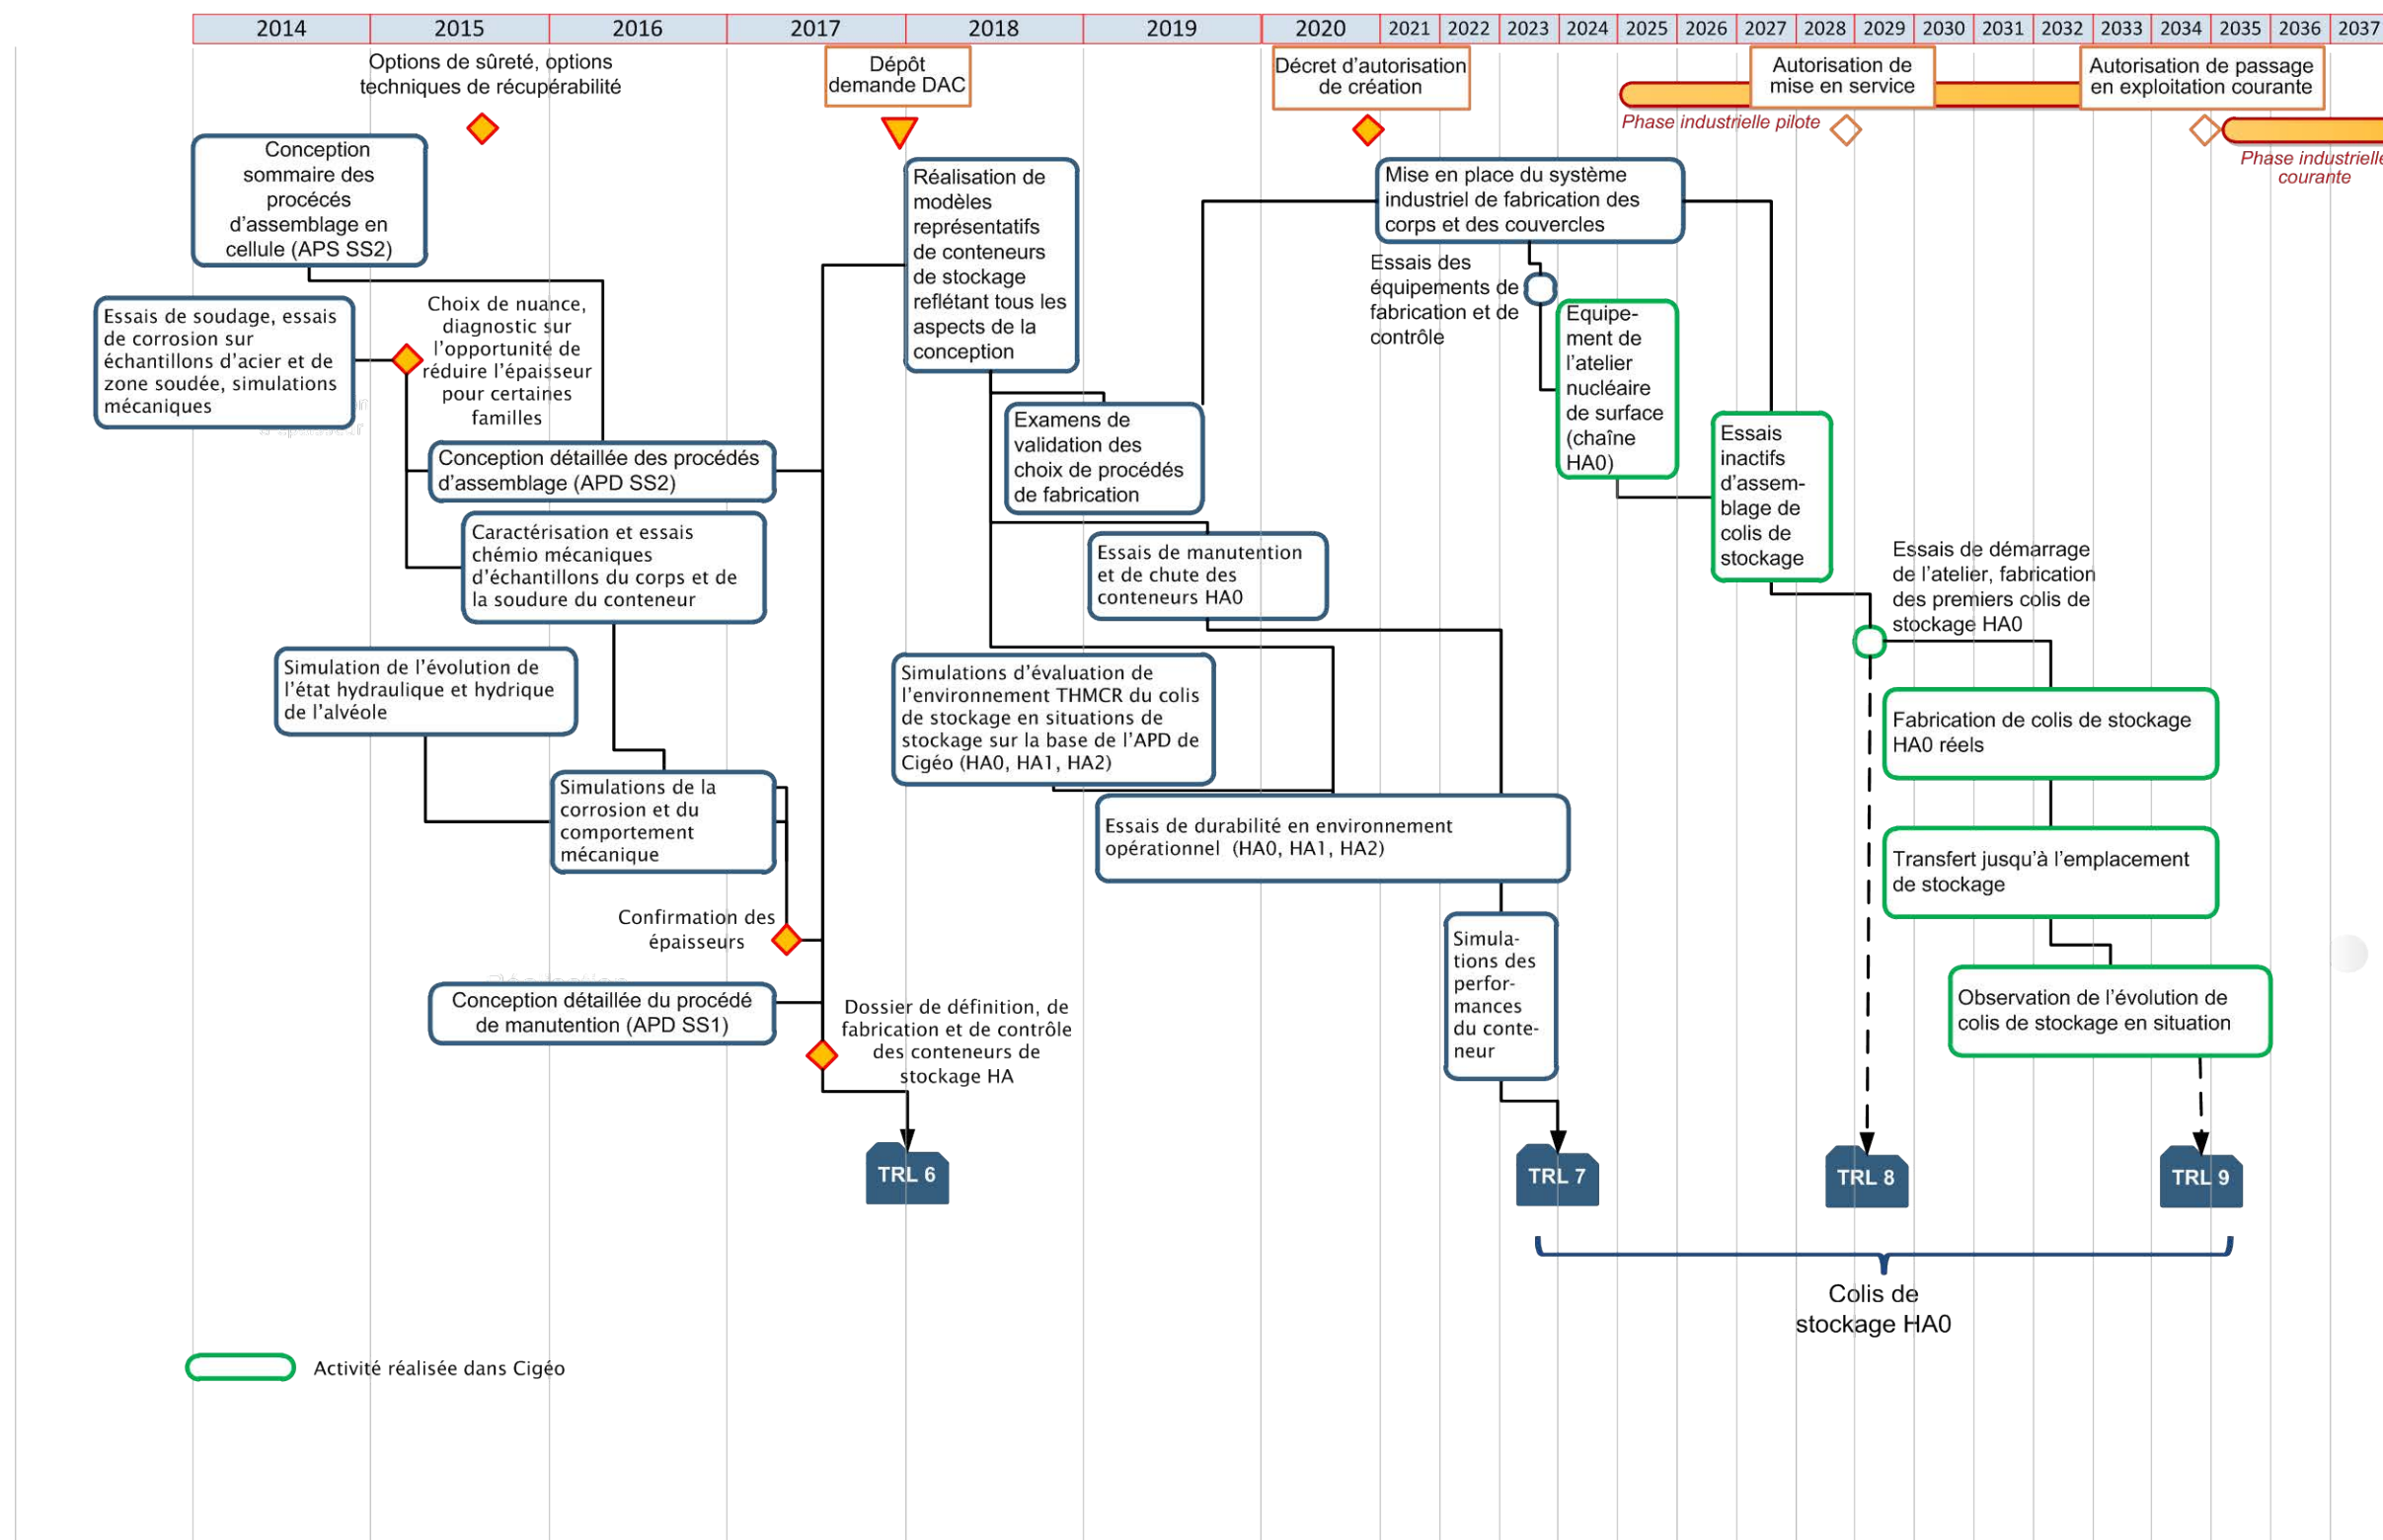 2014 2015 2016 2017 2018 2019 2020 2021 2022 2023 2024 2025 2026 2027 2028 2029 2030 2031 2032 2033 2034 2035 2036 2037
Options de sûreté, options
techniques de récupérabilité
Dépôt
demande DAC
Décret d'autorisation
de création
Autorisation de
mise en service
Autorisation de passage
en exploitation courante
Phase industrielle pilote
Phase industrielle
courante
Conception
sommaire des
procécés
d'assemblage en
cellule (APS SS2)
Réalisation de
modèles
représentatifs
de conteneurs
de stockage
reflétant tous les
aspects de la
conception
Mise en place du système
industriel de fabrication des
corps et des couvercles
Essais des
équipements de
fabrication et de
contrôle
Essais de soudage, essais
de corrosion sur
échantillons d'acier et de
zone soudée, simulations
mécaniques
Choix de nuance,
diagnostic sur
l'opportunité de
réduire l'épaisseur
pour certaines
familles
Equipe-
ment de
l'atelier
nucléaire
de surface
(chaîne
HA0)
Examens de
validation des
choix de procédés
de fabrication
Essais
inactifs
d'assem-
blage de
colis de
stockage
Conception détaillée des procédés
d'assemblage (APD SS2)
Caractérisation et essais
chémio mécaniques
d'échantillons du corps et de
la soudure du conteneur
Essais de manutention
et de chute des
conteneurs HA0
Essais de démarrage
de l'atelier, fabrication
des premiers colis de
stockage HA0
Simulation de l'évolution de
l'état hydraulique et hydrique
de l'alvéole
Simulations d'évaluation de
l'environnement THMCR du colis
de stockage en situations de
stockage sur la base de l'APD de
Cigéo (HA0, HA1, HA2)
Fabrication de colis de stockage
HA0 réels
Simulations de la
corrosion et du
comportement
mécanique
Essais de durabilité en environnement
opérationnel (HA0, HA1, HA2)
Transfert jusqu'à l'emplacement
de stockage
Confirmation des
épaisseurs
Simula-
tions des
perfor-
mances
du conte-
neur
Observation de l'évolution de
colis de stockage en situation
Conception détaillée du procédé
de manutention (APD SS1)
Dossier de définition, de
fabrication et de contrôle
des conteneurs de
stockage HA
TRL 6
TRL 7
TRL 8
TRL 9
Colis de
stockage HA0
Activité réalisée dans Cigéo